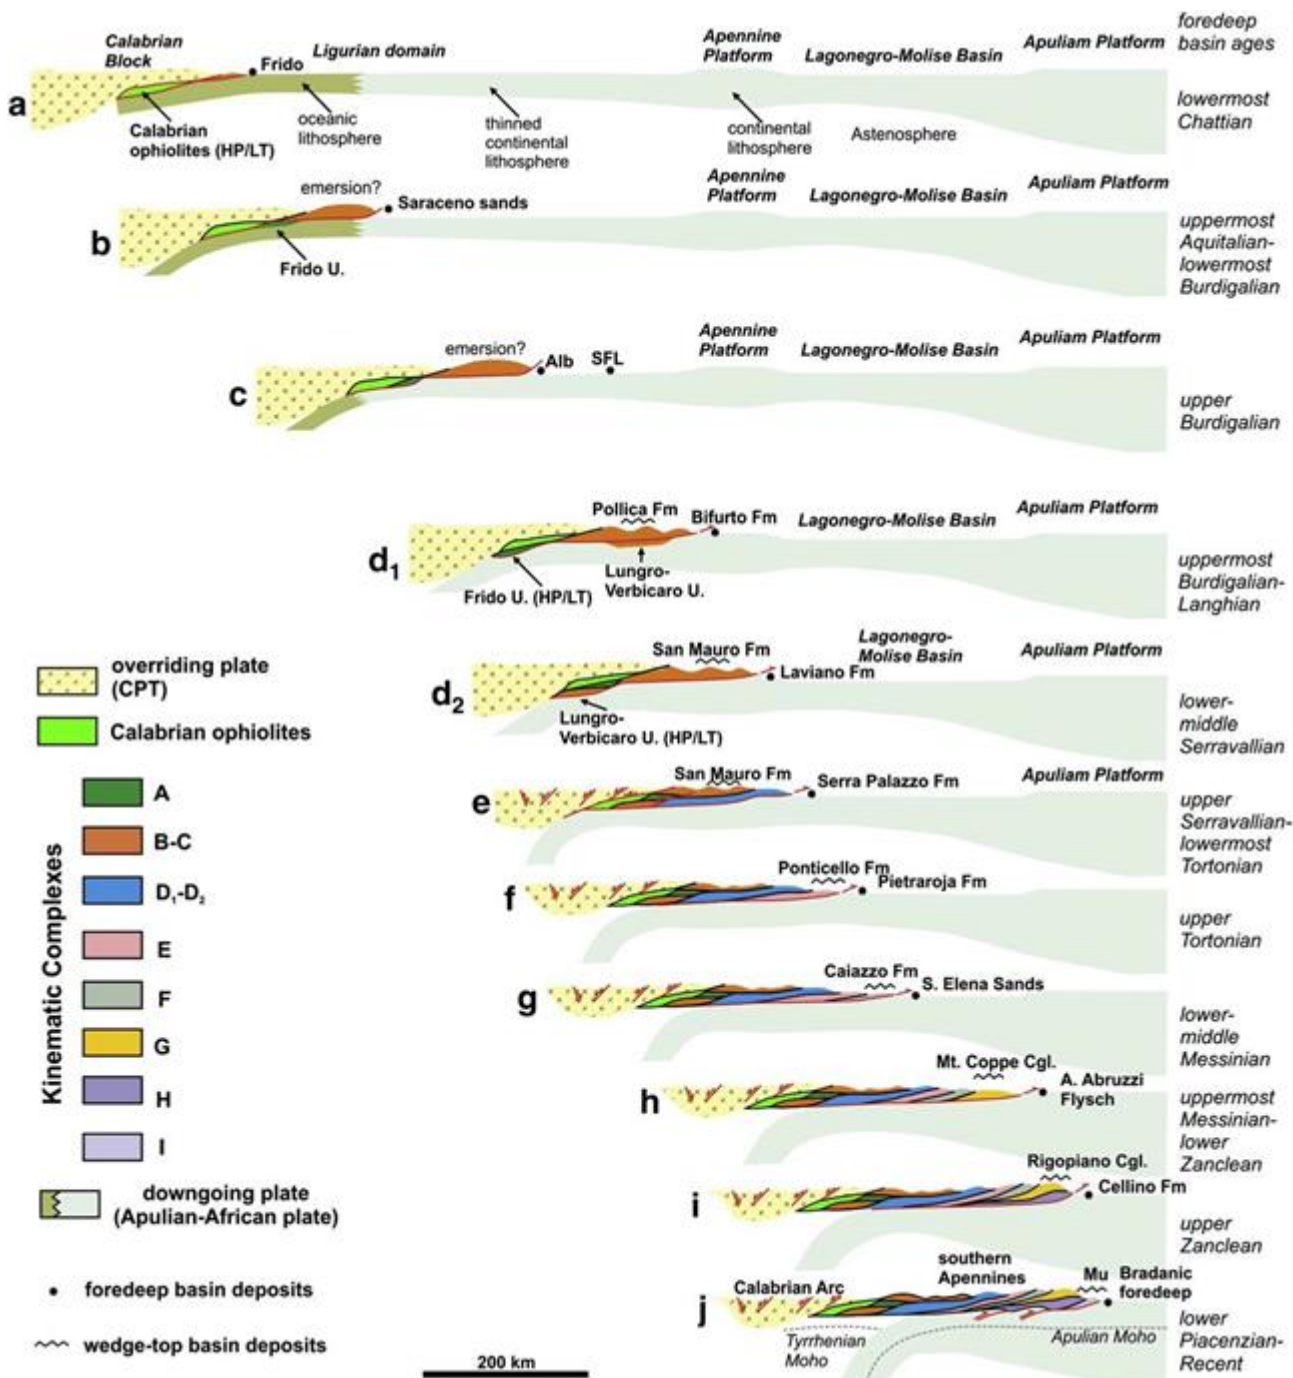 foredeep
basin ages
Calabrian
Block
Ligurian domain
Apennine
Platform
Lagonegro-Molise Basin
Apuliam Platform
Frido
a
Calabrian
ophiolites (HP/LT)
oceanic
lithosphere
thinned
continental
lithosphere
continental
lithosphere
Astenosphere
lowermost
Chattian
emersion?
Saraceno sands
Apennine
Platform
Lagonegro-Molise Basin
Apuliam Platform
b
Frido U.
uppermost
Aquitalian-
lowermost
Burdigalian
emersion?
Alb
SFL
Apennine
Platform
Lagonegro-Molise Basin
Apuliam Platform
c
upper
Burdigalian
Pollica Fm
Bifurto Fm
Lagonegro-Molise Basin
Apuliam Platform
d1
Frido U. (HP/LT)
Lungro-
Verbicaro U.
uppermost
Burdigalian-
Langhian
San Mauro Fm
Laviano Fm
Lagonegro-
Molise Basin
Apuliam Platform
d2
Lungro-
Verbicaro U. (HP/LT)
lower-
middle
Serravallian
San Mauro Fm
Serra Palazzo Fm
Apuliam Platform
e
upper
Serravallian-
lowermost
Tortonian
Ponticello Fm
Pietraroja Fm
f
upper
Tortonian
Caiazzo Fm
S. Elena Sands
g
lower-
middle
Messinian
Mt. Coppe Cgl.
A. Abruzzi
Flysch
h
uppermost
Messinian-
lower
Zanclean
Rigopiano Cgl.
Cellino Fm
i
upper
Zanclean
Calabrian Arc
southern
Apennines
Mu
Bradanic
foredeep
j
Tyrrhenian
Moho
Apulian Moho
lower
Piacenzian-
Recent
200 km
overriding plate
(CPT)
Calabrian ophiolites
Kinematic Complexes
A
B-C
D1-D2
E
F
G
H
I
downgoing plate
(Apulian-African plate)
foredeep basin deposits
wedge-top basin deposits